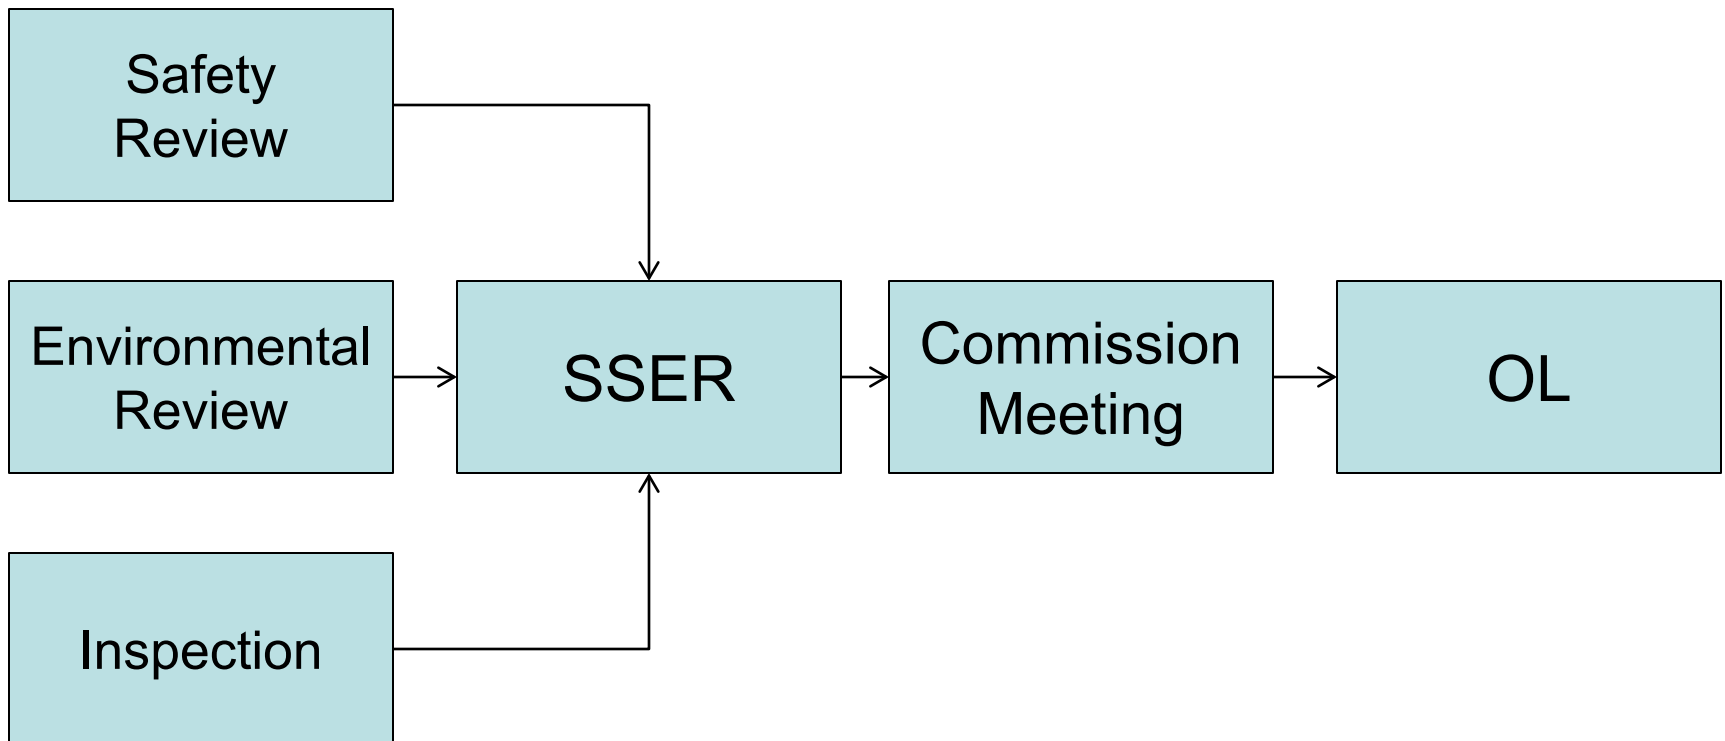 Safety
Review
Environmental
Review
SSER
Commission
Meeting
OL
Inspection